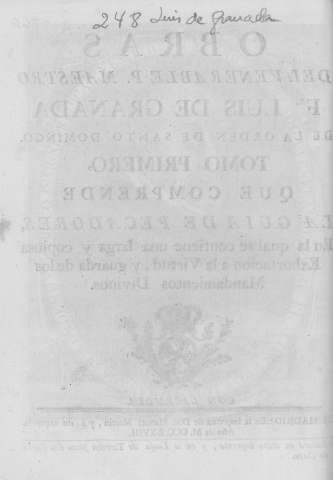 248 Luis de Granada
OBRAS
DEL VENERABLE P. MAESTRO
Fr. LUIS DE GRANADA
DE LA ORDEN DE SANTO DOMINGO.
TOMO PRIMERO.
QUE COMPRENDE
LA GUIA DE PECADORES,
En la qual se contiene una larga y copiosa
Exhortacion a la Virtud, y guarda de los
Mandamientos Divinos.
CON LICENCIA